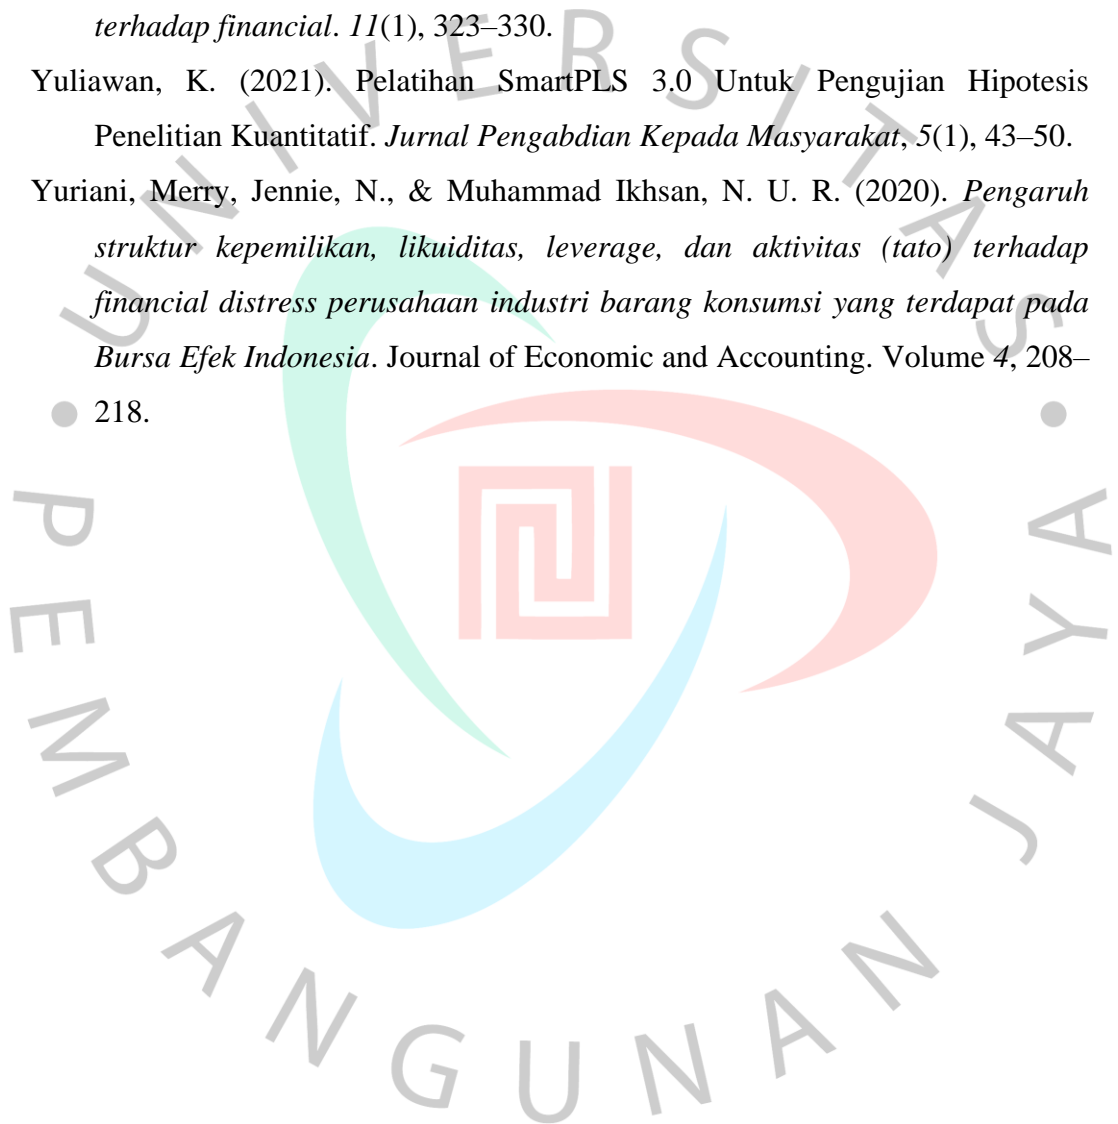 terhadap financial. 11(1), 323–330.
Yuliawan, K. (2021). Pelatihan SmartPLS 3.0 Untuk Pengujian Hipotesis
Penelitian Kuantitatif. Jurnal Pengabdian Kepada Masyarakat, 5(1), 43–50.
Yuriani, Merry, Jennie, N., & Muhammad Ikhsan, N. U. R. (2020). Pengaruh
struktur kepemilikan, likuiditas, leverage, dan aktivitas (tato) terhadap
financial distress perusahaan industri barang konsumsi yang terdapat pada
Bursa Efek Indonesia. Journal of Economic and Accounting. Volume 4, 208–
218.
UNIVERSITAS
PEMBANGUNAN JAYA